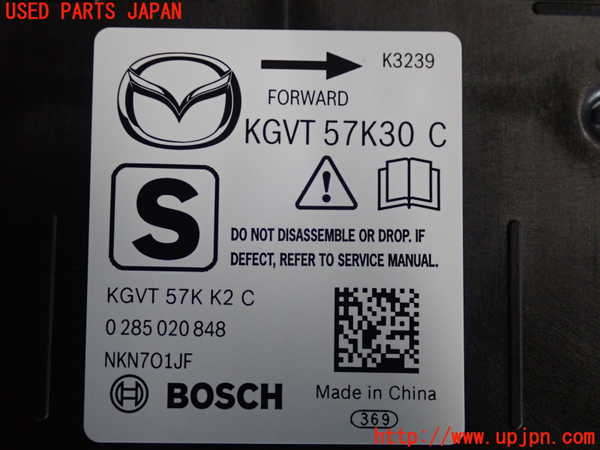 USED PARTS JAPAN
K3239
FORWARD
KGVT 57K30 C
S
DO NOT DISASSEMBLE OR DROP. IF
DEFECT, REFER TO SERVICE MANUAL.
KGVT 57K K2 C
0 285 020 848
NKN701JF
BOSCH
Made in China
369
http://www.upjpn.com